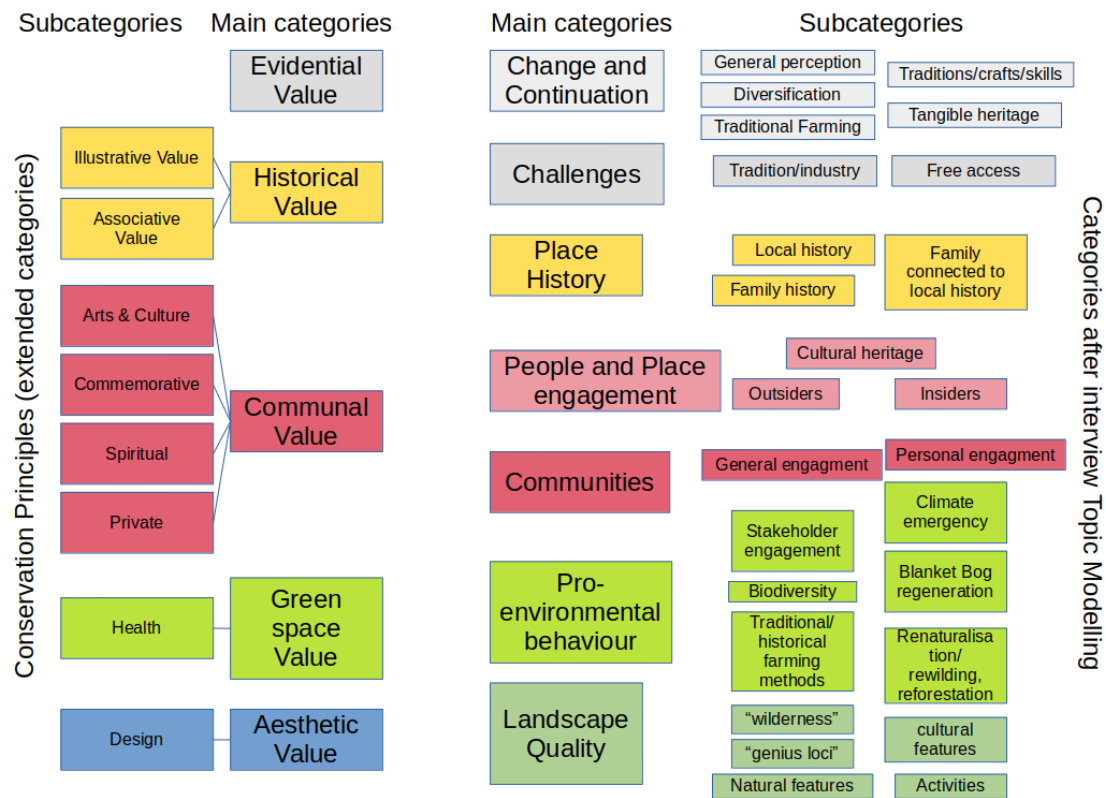 Subcategories
Main categories
Conservation Principles (extended categories)
Evidential
Value
Illustrative Value
Associative
Value
Historical
Value
Arts & Culture
Commemorative
Spiritual
Private
Communal
Value
Health
Green
space
Value
Design
Aesthetic
Value
Main categories
Subcategories
Change and
Continuation
General perception
Diversification
Traditional Farming
Traditions/crafts/skills
Tangible heritage
Challenges
Tradition/industry
Free access
Place
History
Local history
Family history
Family
connected to
local history
People and Place
engagement
Cultural heritage
Outsiders
Insiders
Communities
General engagment
Personal engagment
Pro-
environmental
behaviour
Stakeholder
engagement
Biodiversity
Traditional/
historical
farming
methods
Climate
emergency
Blanket Bog
regeneration
Renaturalisa
tion/
rewilding,
reforestation
Landscape
Quality
“wilderness”
“genius loci”
Natural features
cultural
features
Activities
Categories after interview Topic Modelling